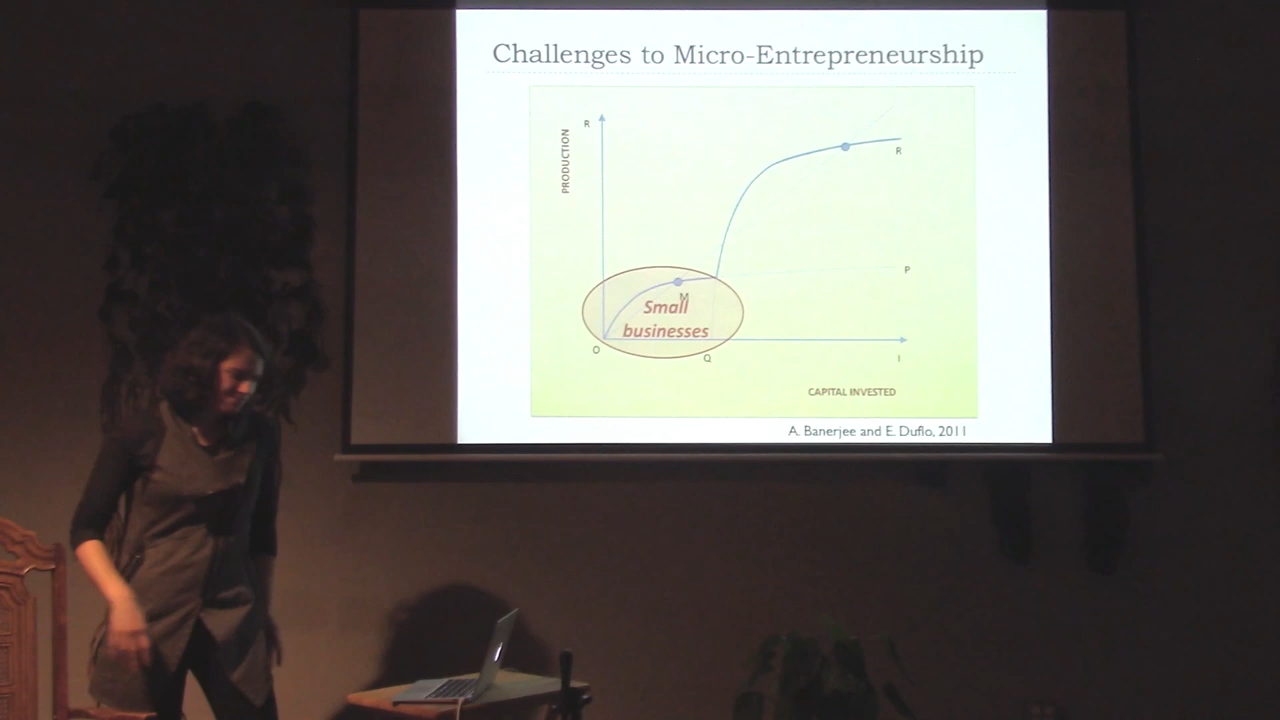 Challenges to Micro-Entrepreneurship
R
PRODUCTION
R
P
M
Small
businesses
O
Q
I
CAPITAL INVESTED
A. Banerjee and E. Duflo, 2011